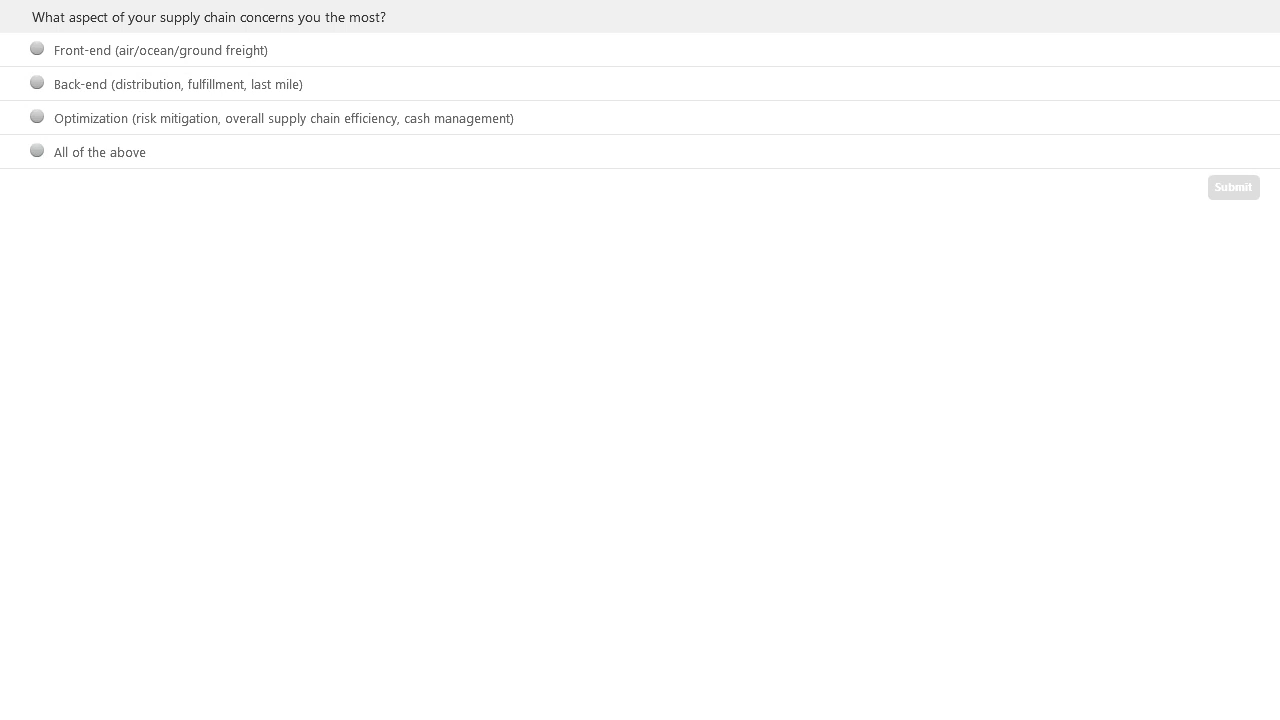 What aspect of your supply chain concerns you the most?
Front-end (air/ocean/ground freight)
Back-end (distribution, fulfillment, last mile)
Optimization (risk mitigation, overall supply chain efficiency, cash management)
All of the above
Submit